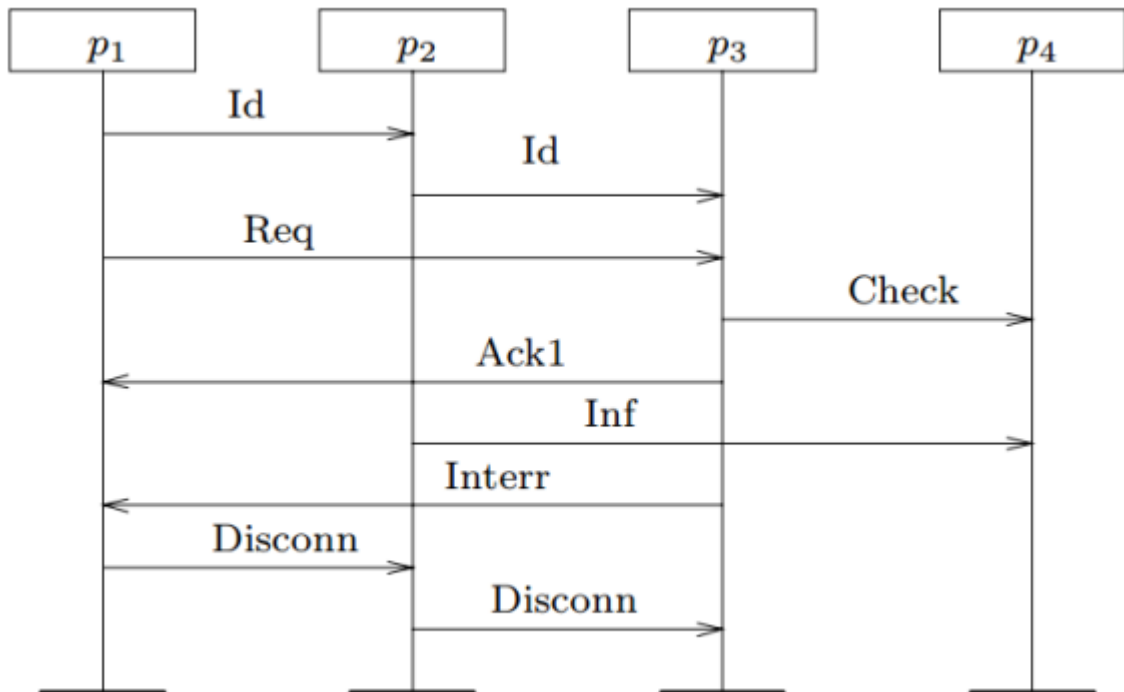 p1 p2 p3 p4
Id
Id
Req
Check
Ack1
Inf
Interr
Disconn
Disconn